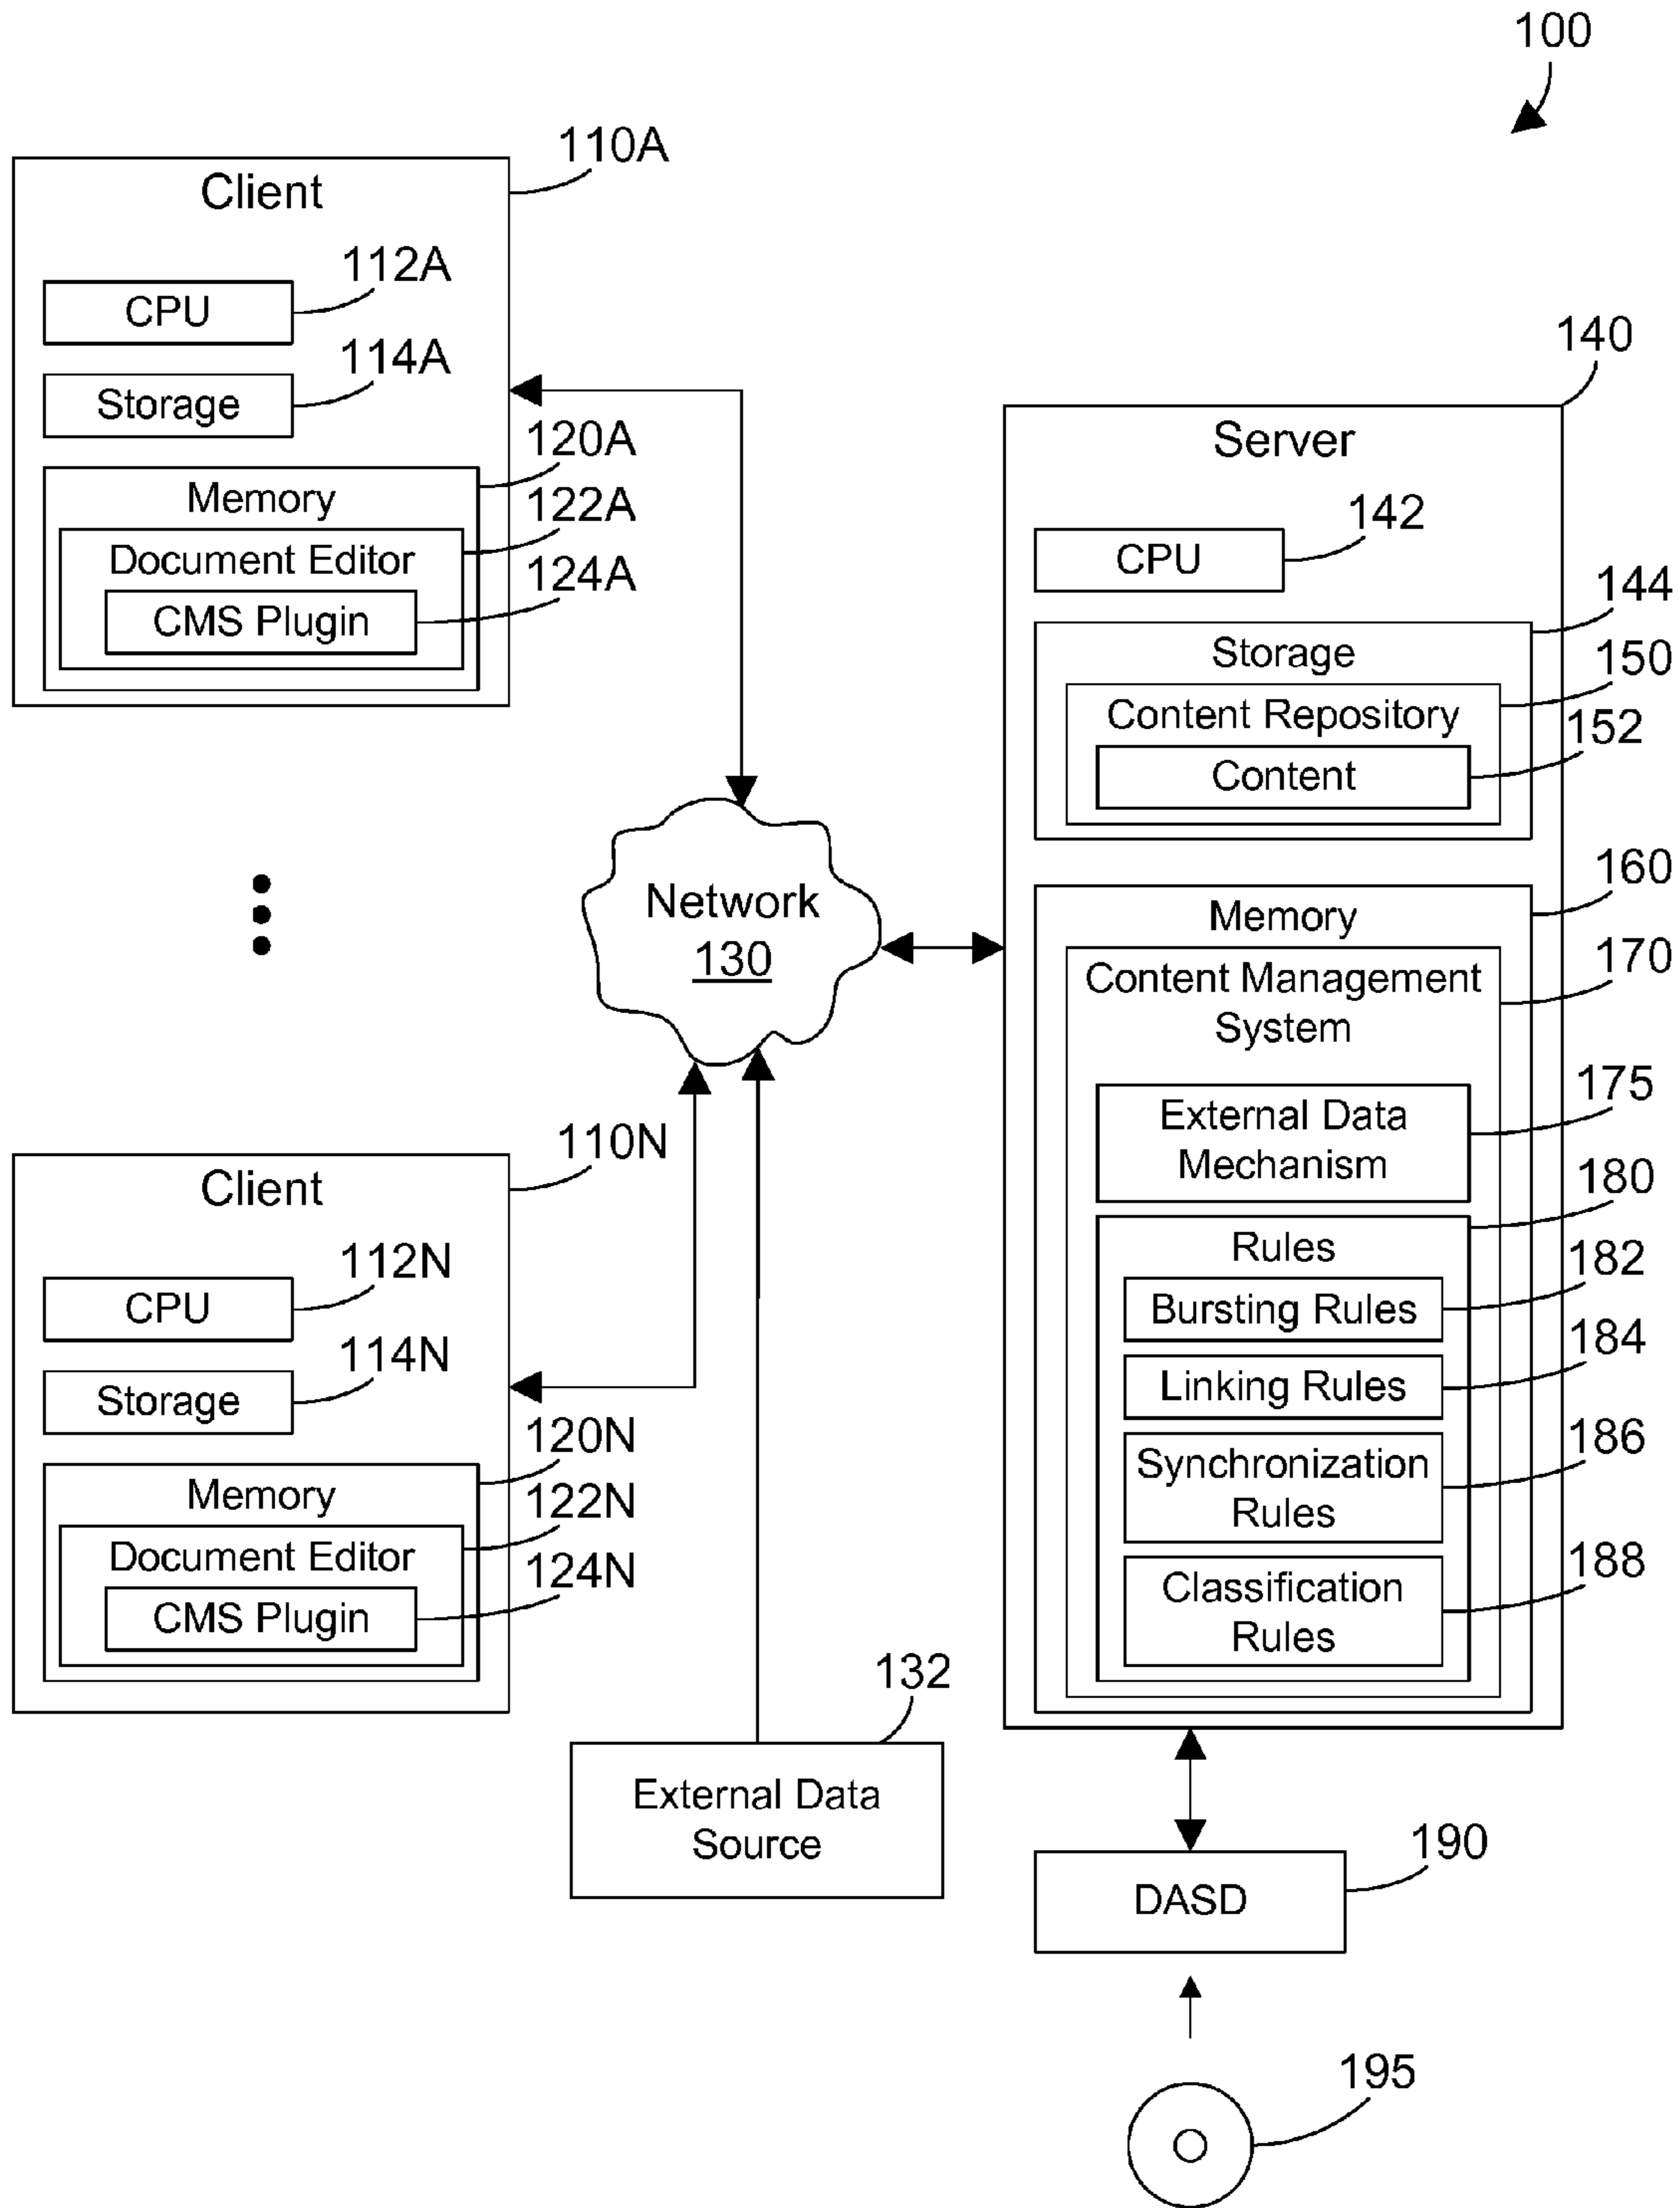 100
110A
Client
112A
CPU
114A
Storage
120A
Memory
122A
Document Editor
124A
CMS Plugin
Network
130
110N
Client
112N
CPU
114N
Storage
120N
Memory
122N
Document Editor
124N
CMS Plugin
132
External Data
Source
140
Server
142
CPU
144
Storage
150
Content Repository
152
Content
160
Memory
170
Content Management
System
175
External Data
Mechanism
180
Rules
182
Bursting Rules
184
Linking Rules
186
Synchronization
Rules
188
Classification
Rules
190
DASD
195